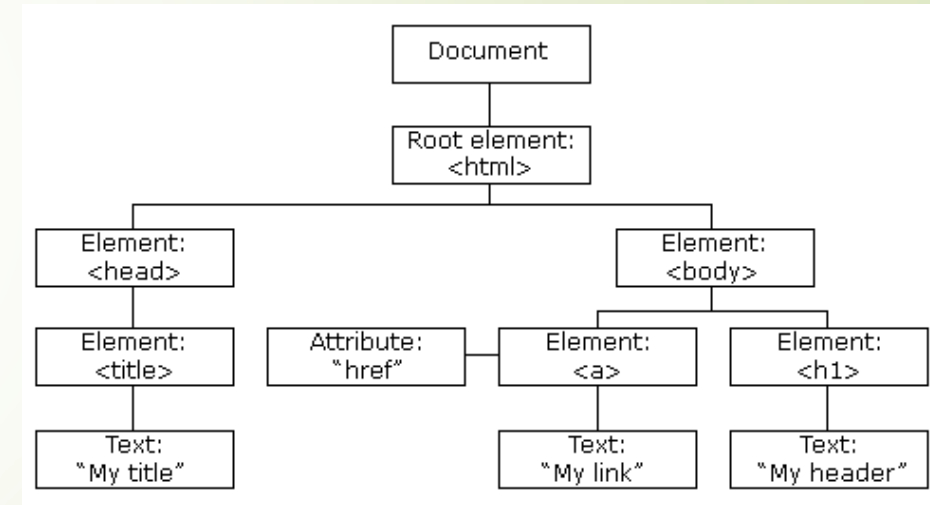 Document
Root element:
<html>
Element:
<head>
Element:
<body>
Element:
<title>
Attribute:
“href”
Element:
<a>
Element:
<h1>
Text:
“My title”
Text:
“My link”
Text:
“My header”